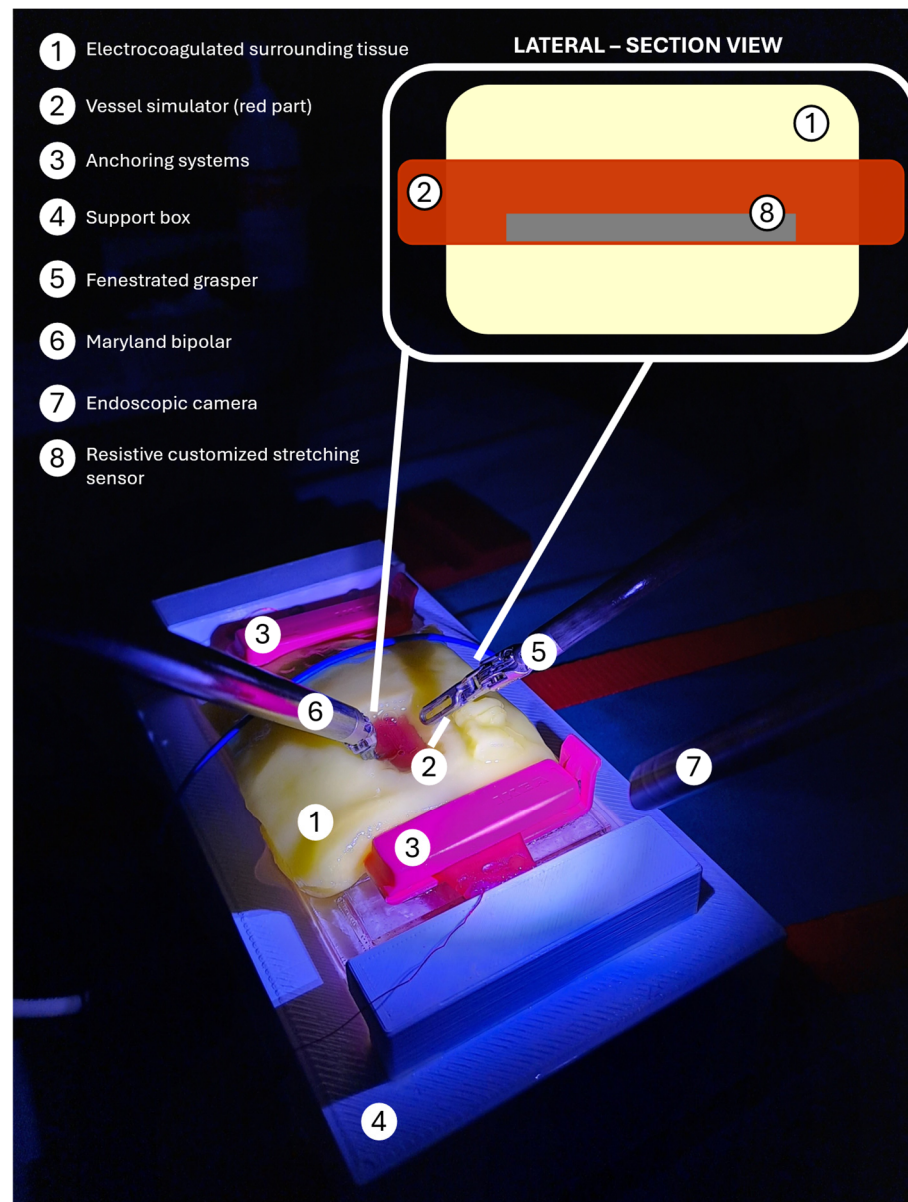 1 Electrocoagulated surrounding tissue
2 Vessel simulator (red part)
3 Anchoring systems
4 Support box
5 Fenestrated grasper
6 Maryland bipolar
7 Endoscopic camera
8 Resistive customized stretching
sensor
LATERAL – SECTION VIEW
1
2
8
3
5
6
2
7
1
3
4